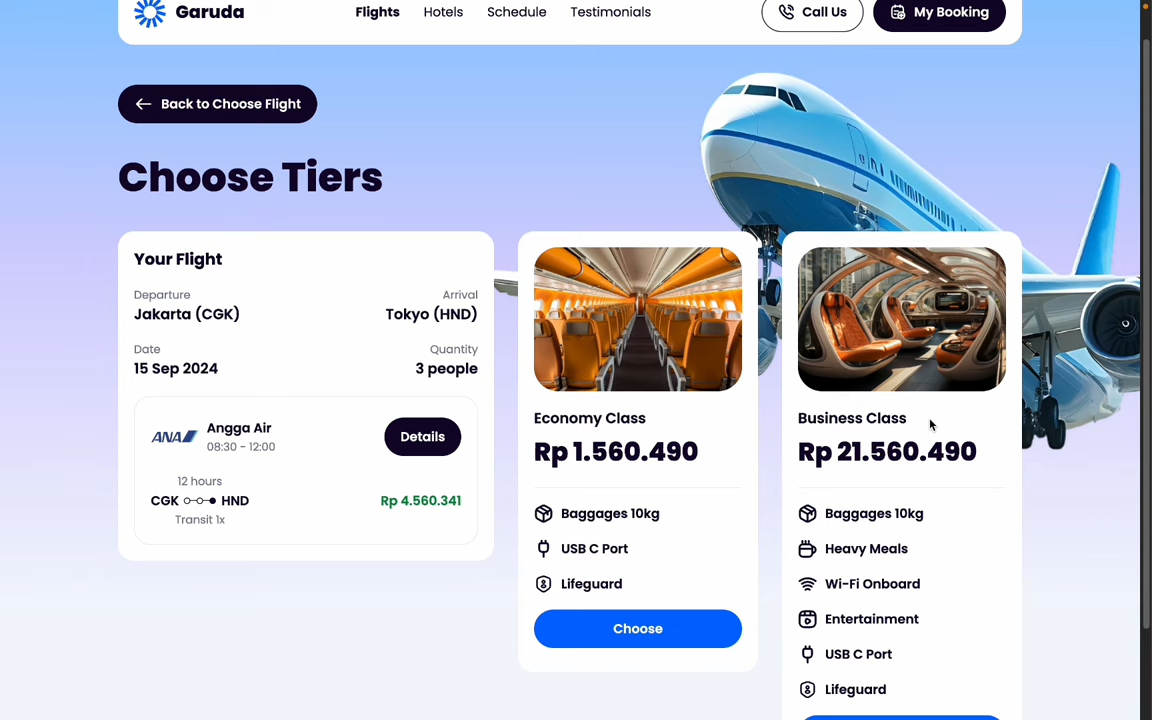 Garuda
Flights
Hotels
Schedule
Testimonials
Call Us
My Booking
Back to Choose Flight
Choose Tiers
Your Flight
Departure
Arrival
Jakarta (CGK)
Tokyo (HND)
Date
Quantity
15 Sep 2024
3 people
ANA
Angga Air
08:30 - 12:00
Details
12 hours
CGK
HND
Transit 1x
Rp 4.560.341
Economy Class
Rp 1.560.490
Baggages 10kg
USB C Port
Lifeguard
Choose
Business Class
Rp 21.560.490
Baggages 10kg
Heavy Meals
Wi-Fi Onboard
Entertainment
USB C Port
Lifeguard